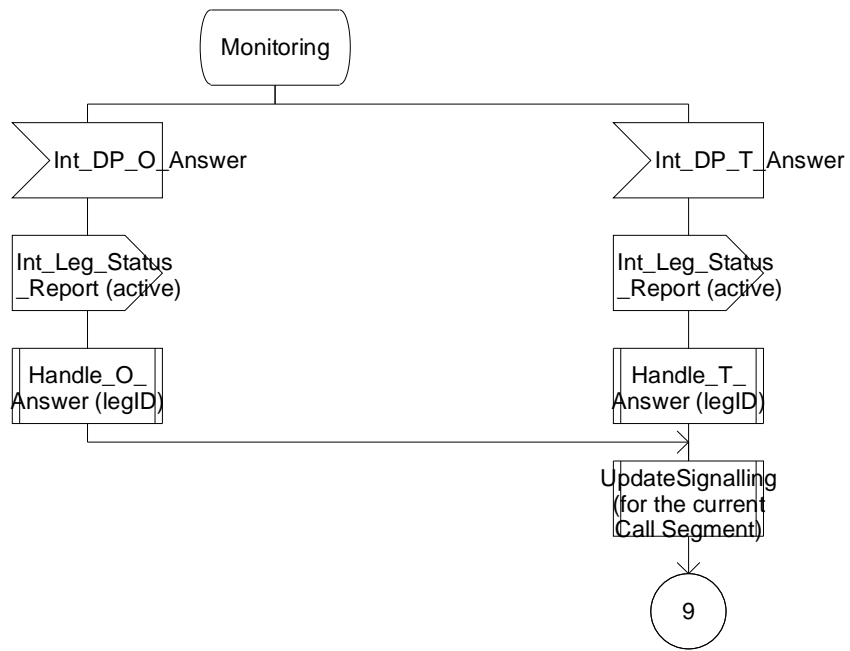 Monitoring
Int_DP_O_Answer
Int_DP_T_Answer
Int_Leg_Status
_Report (active)
Int_Leg_Status
_Report (active)
Handle_O_
Answer (legID)
Handle_T_
Answer (legID)
UpdateSignalling
(for the current
Call Segment)
9